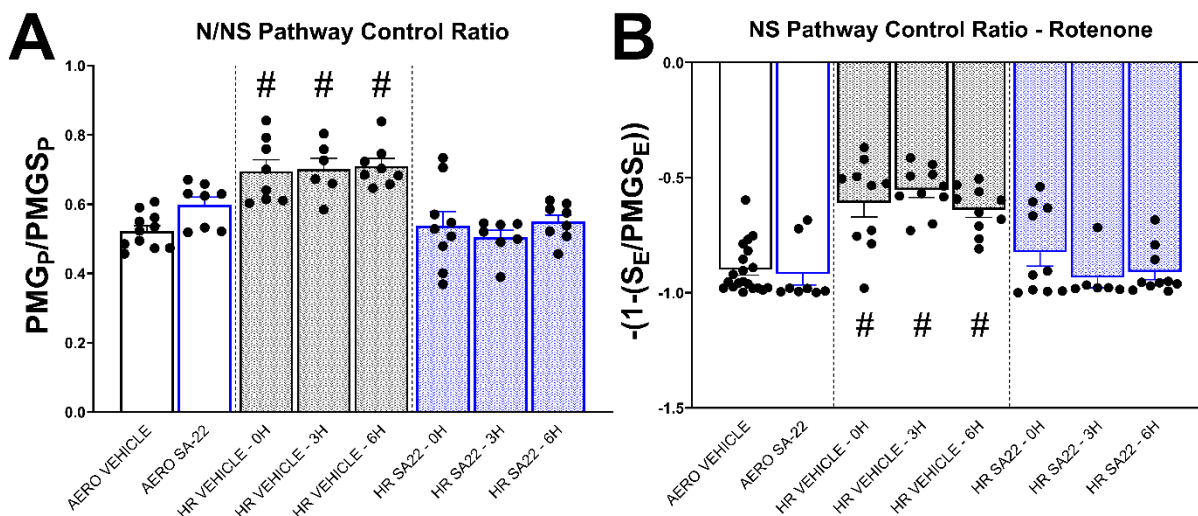 A
N/NS Pathway Control Ratio
PMGP/PMGSP
1.0
0.8
0.6
0.4
0.2
0.0
# # #
AERO VEHICLE
AERO SA-22
HR VEHICLE - 0H
HR VEHICLE - 3H
HR VEHICLE - 6H
HR SA22 - 0H
HR SA22 - 3H
HR SA22 - 6H
B
NS Pathway Control Ratio - Rotenone
-(1-(SE/PMGSE))
0.0
-0.5
-1.0
-1.5
# # #
AERO VEHICLE
AERO SA-22
HR VEHICLE - 0H
HR VEHICLE - 3H
HR VEHICLE - 6H
HR SA22 - 0H
HR SA22 - 3H
HR SA22 - 6H